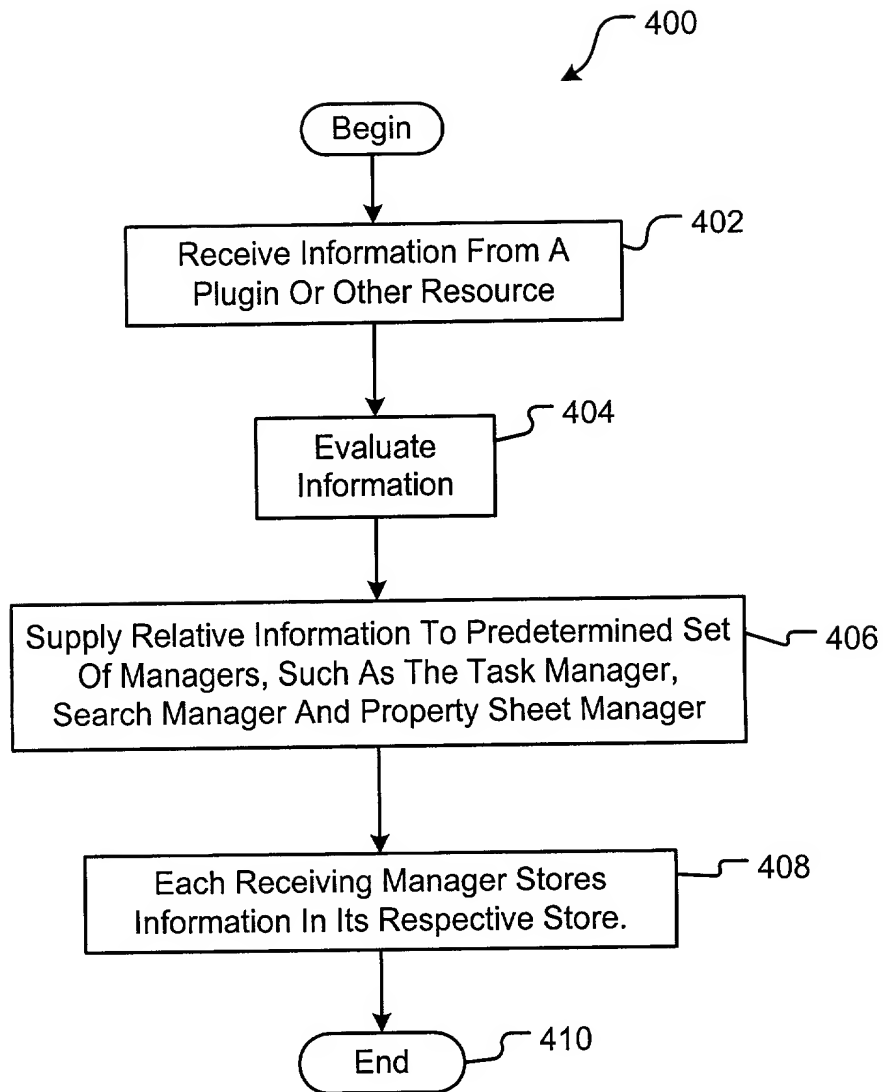 400
Begin
402
Receive Information From A
Plugin Or Other Resource
404
Evaluate
Information
406
Supply Relative Information To Predetermined Set
Of Managers, Such As The Task Manager,
Search Manager And Property Sheet Manager
408
Each Receiving Manager Stores
Information In Its Respective Store.
End
410